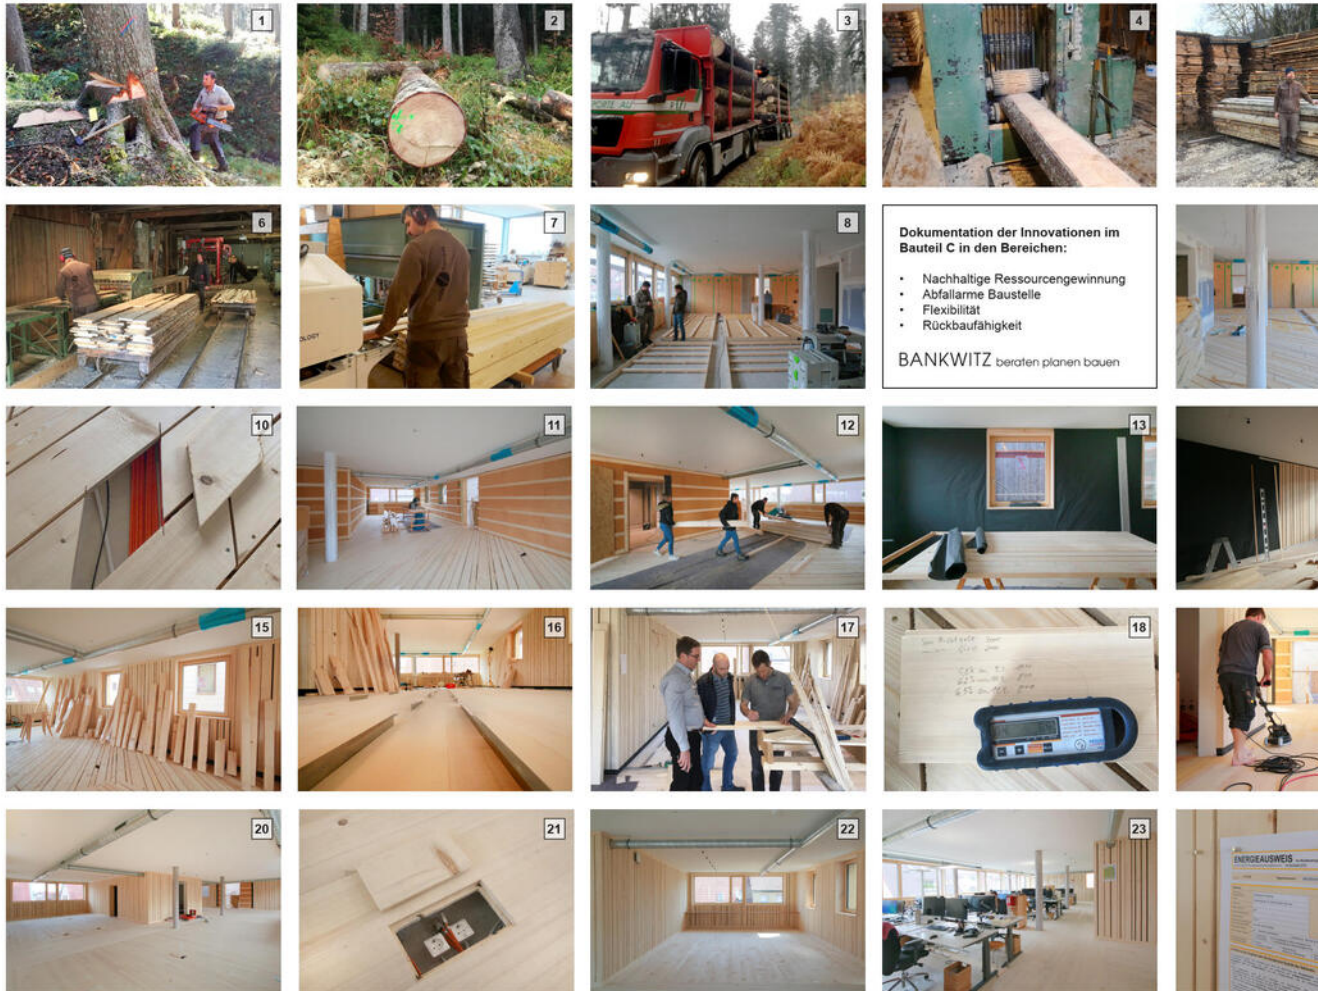 1
2
3
4
6
7
8
Dokumentation der Innovationen im
Bauteil C in den Bereichen:
• Nachhaltige Ressourcengewinnung
• Abfallarme Baustelle
• Flexibilität
• Rückbaufähigkeit
BANKWITZ beraten planen bauen
10
11
12
13
15
16
17
18
20
21
22
23
ENERGIEAUSWEIS